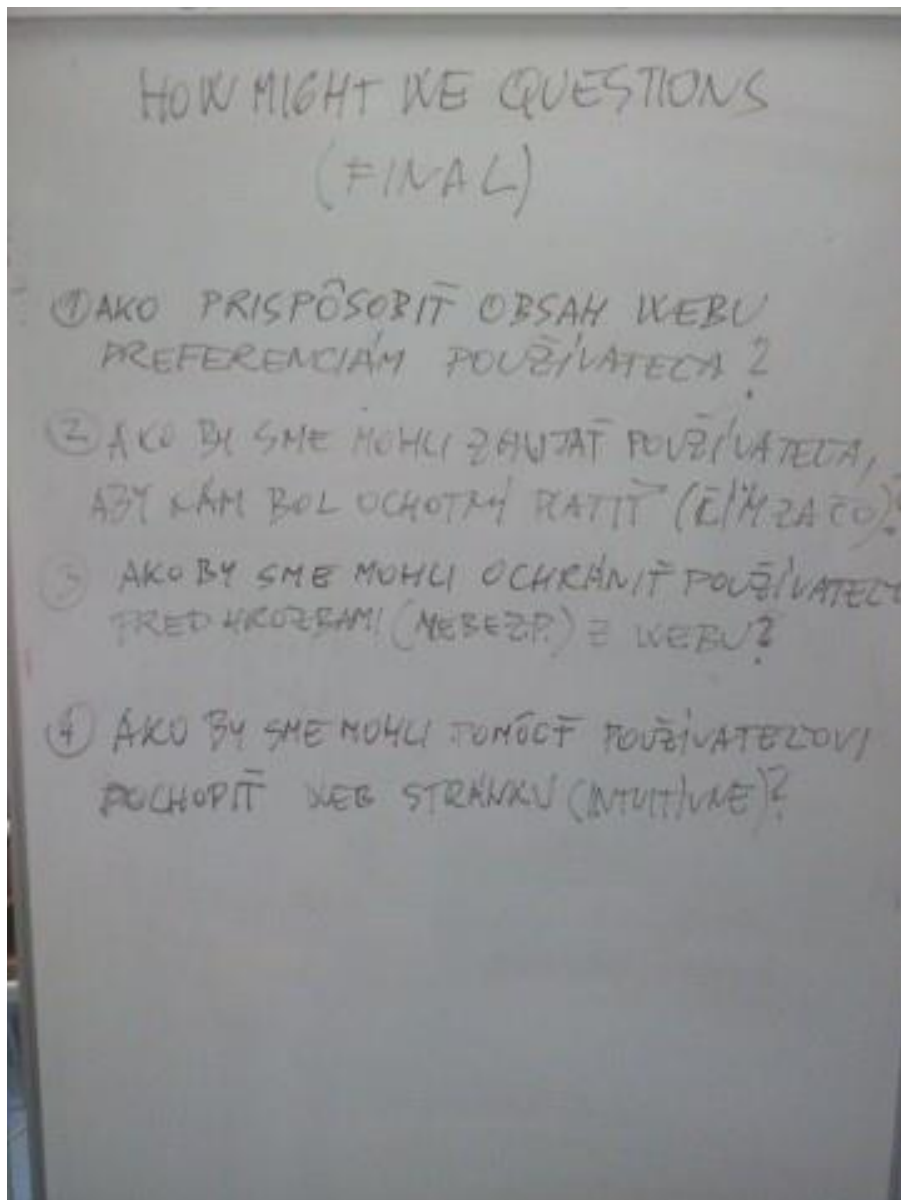 HOW MIGHT WE QUESTIONS
(FINAL)
① AKO PRISPÔSOBIŤ OBSAH WEBU
PREFERENCIÁM POUŽÍVATEĽA?
② AKO BY SME MOHLI ZAUJAŤ POUŽÍVATEĽA,
ABY NÁM BOL OCHOTNÝ PLATIŤ (ČÍM ZA ČO)?
③ AKO BY SME MOHLI OCHRÁNIŤ
PRED HROZBAMI (NEBEZP.) Z WEBU?
④ AKO BY SME MOHLI POMÔCŤ POUŽÍVATEĽOVI
POCHOPIŤ WEB STRÁNKU (INTUITÍVNE)?